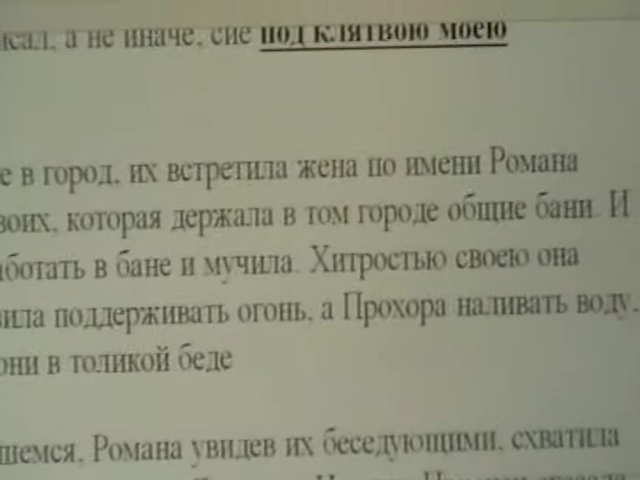 исал, а не иначе, сие под клятвою моею
е в город, их встретила жена по имени Романа
воих, которая держала в том городе общие бани. И
аботать в бане и мучила. Хитростью своею она
вила поддерживать огонь, а Прохора наливать воду.
они в толикой беде
шемся, Романа увидев их беседующими, схватила